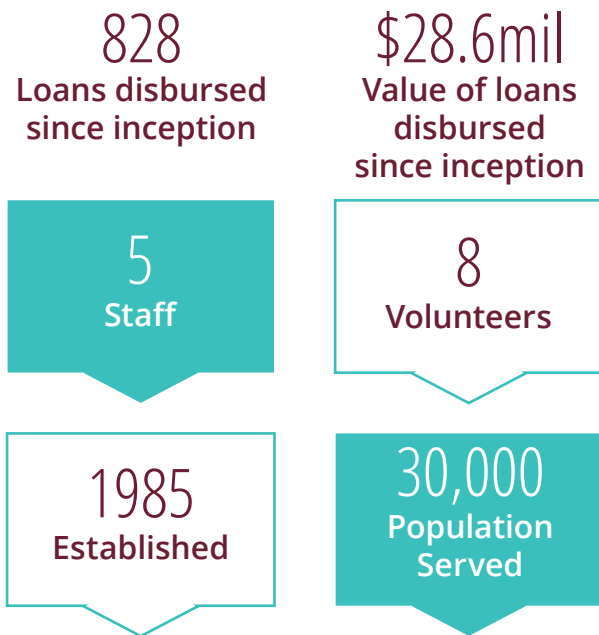 828
Loans disbursed
since inception
$28.6mil
Value of loans
disbursed
since inception
5
Staff
8
Volunteers
1985
Established
30,000
Population
Served